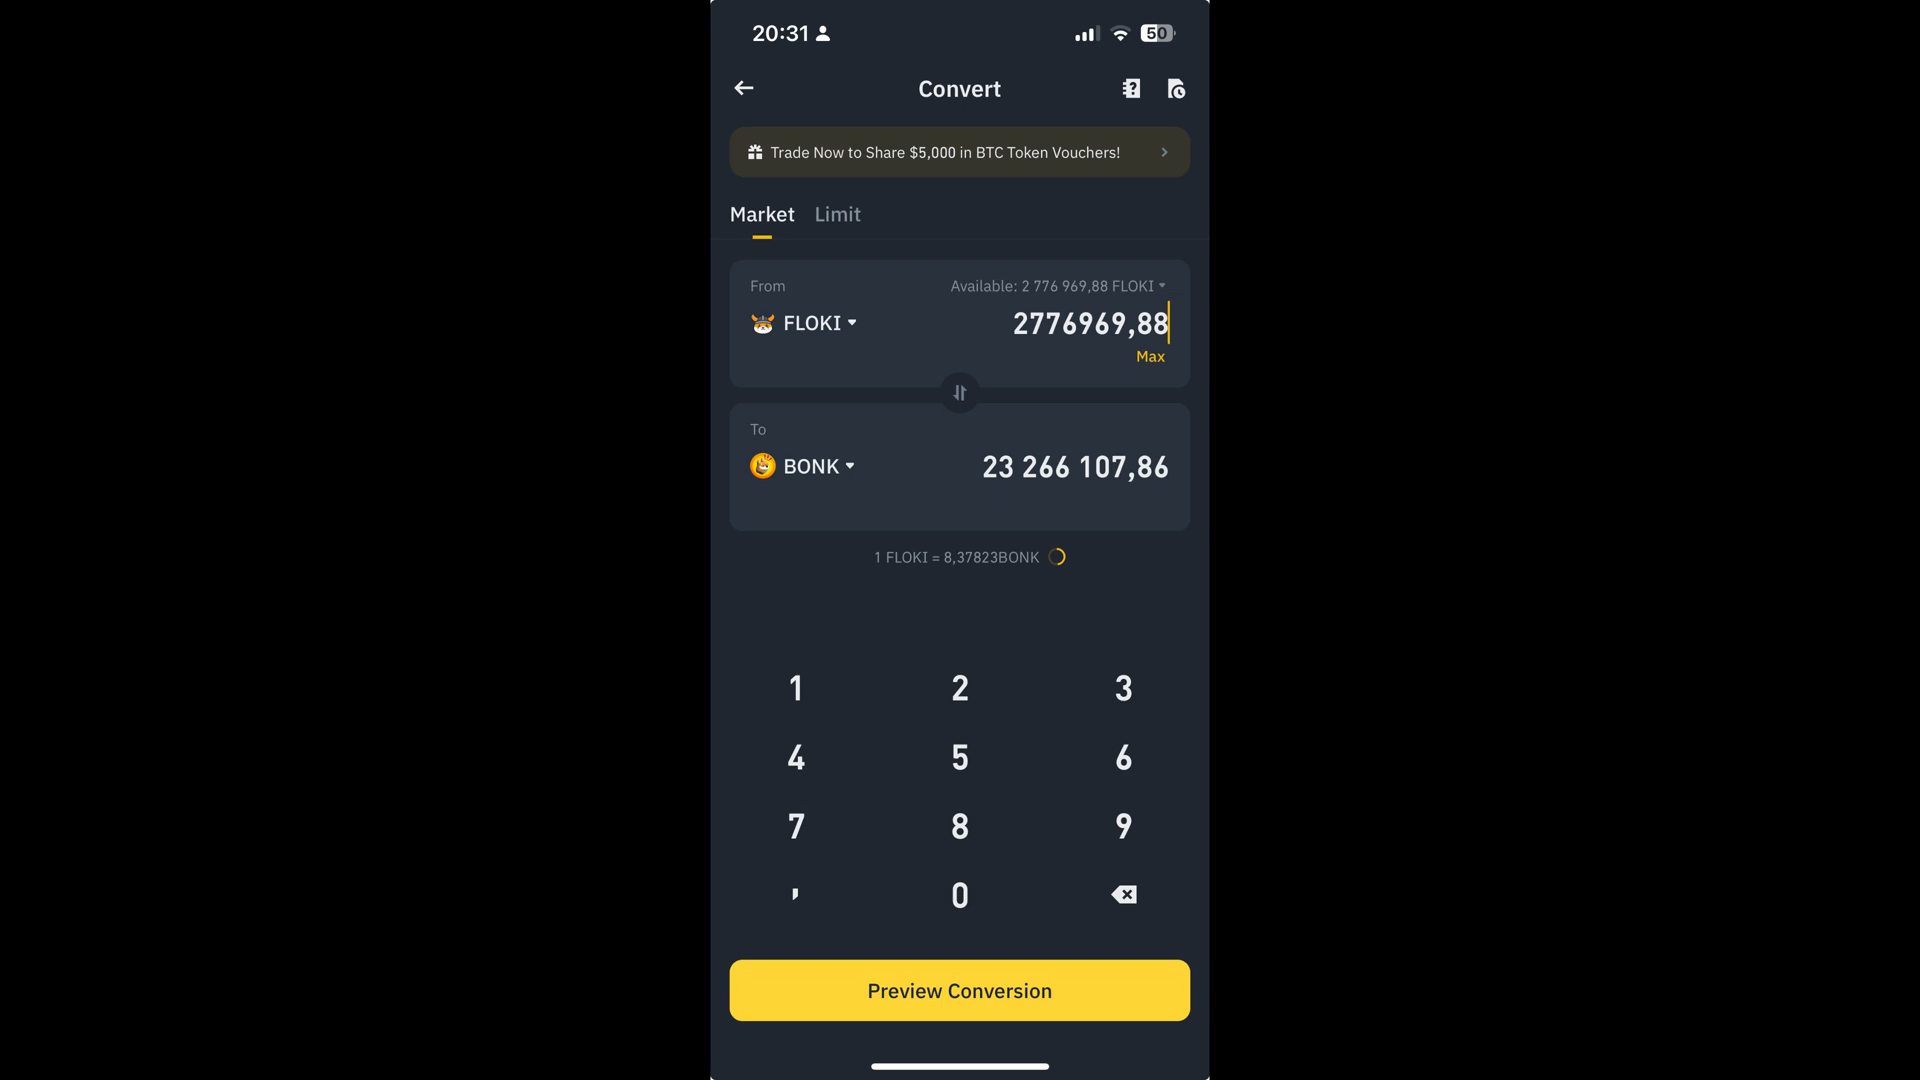 20:31
50
Convert
Trade Now to Share $5,000 in BTC Token Vouchers!
Market Limit
From
Available: 2 776 969,88 FLOKI
FLOKI
2776969,88
Max
To
BONK
23 266 107,86
1 FLOKI = 8,37823BONK
1 2 3
4 5 6
7 8 9
, 0
Preview Conversion